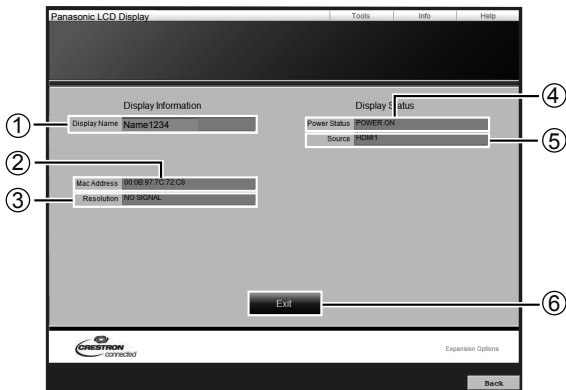 Panasonic LCD Display Tools Info Help
Display Information Display Status
④
① Display Name Name1234 Power Status POWER ON
Source HDMI1 ⑤
②
Mac Address 00:0B:97:7C:72:C8
③ Resolution NO SIGNAL
Exit ⑥
CRESTRON connected Expansion Options
Back